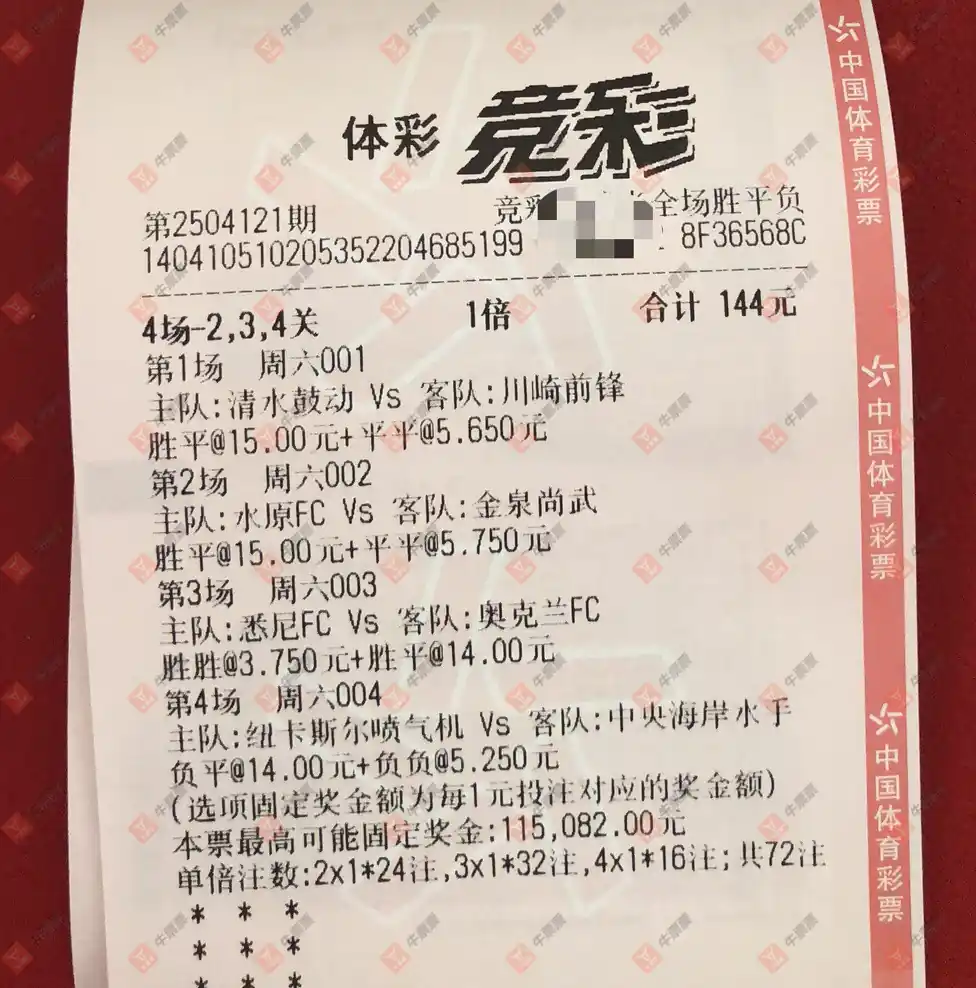 体彩 竞彩
第2504121期 竞彩 全场胜平负
140410510205352204685199 8F36568C
4场-2,3,4关 1倍 合计 144元
第1场 周六001
主队:清水鼓动 Vs 客队:川崎前锋
胜平@15.00元+平平@5.650元
第2场 周六002
主队:水原FC Vs 客队:金泉尚武
胜平@15.00元+平平@5.750元
第3场 周六003
主队:悉尼FC Vs 客队:奥克兰FC
胜胜@3.750元+胜平@14.00元
第4场 周六004
主队:纽卡斯尔喷气机 Vs 客队:中央海岸水手
负平@14.00元+负负@5.250元
(选项固定奖金额为每1元投注对应的奖金额)
本票最高可能固定奖金:115,082.00元
单倍注数:2x1*24注,3x1*32注,4x1*16注;共72注
* * *
* * *
* * *
中国体育彩票
中国体育彩票
中国体育彩票
牛票票